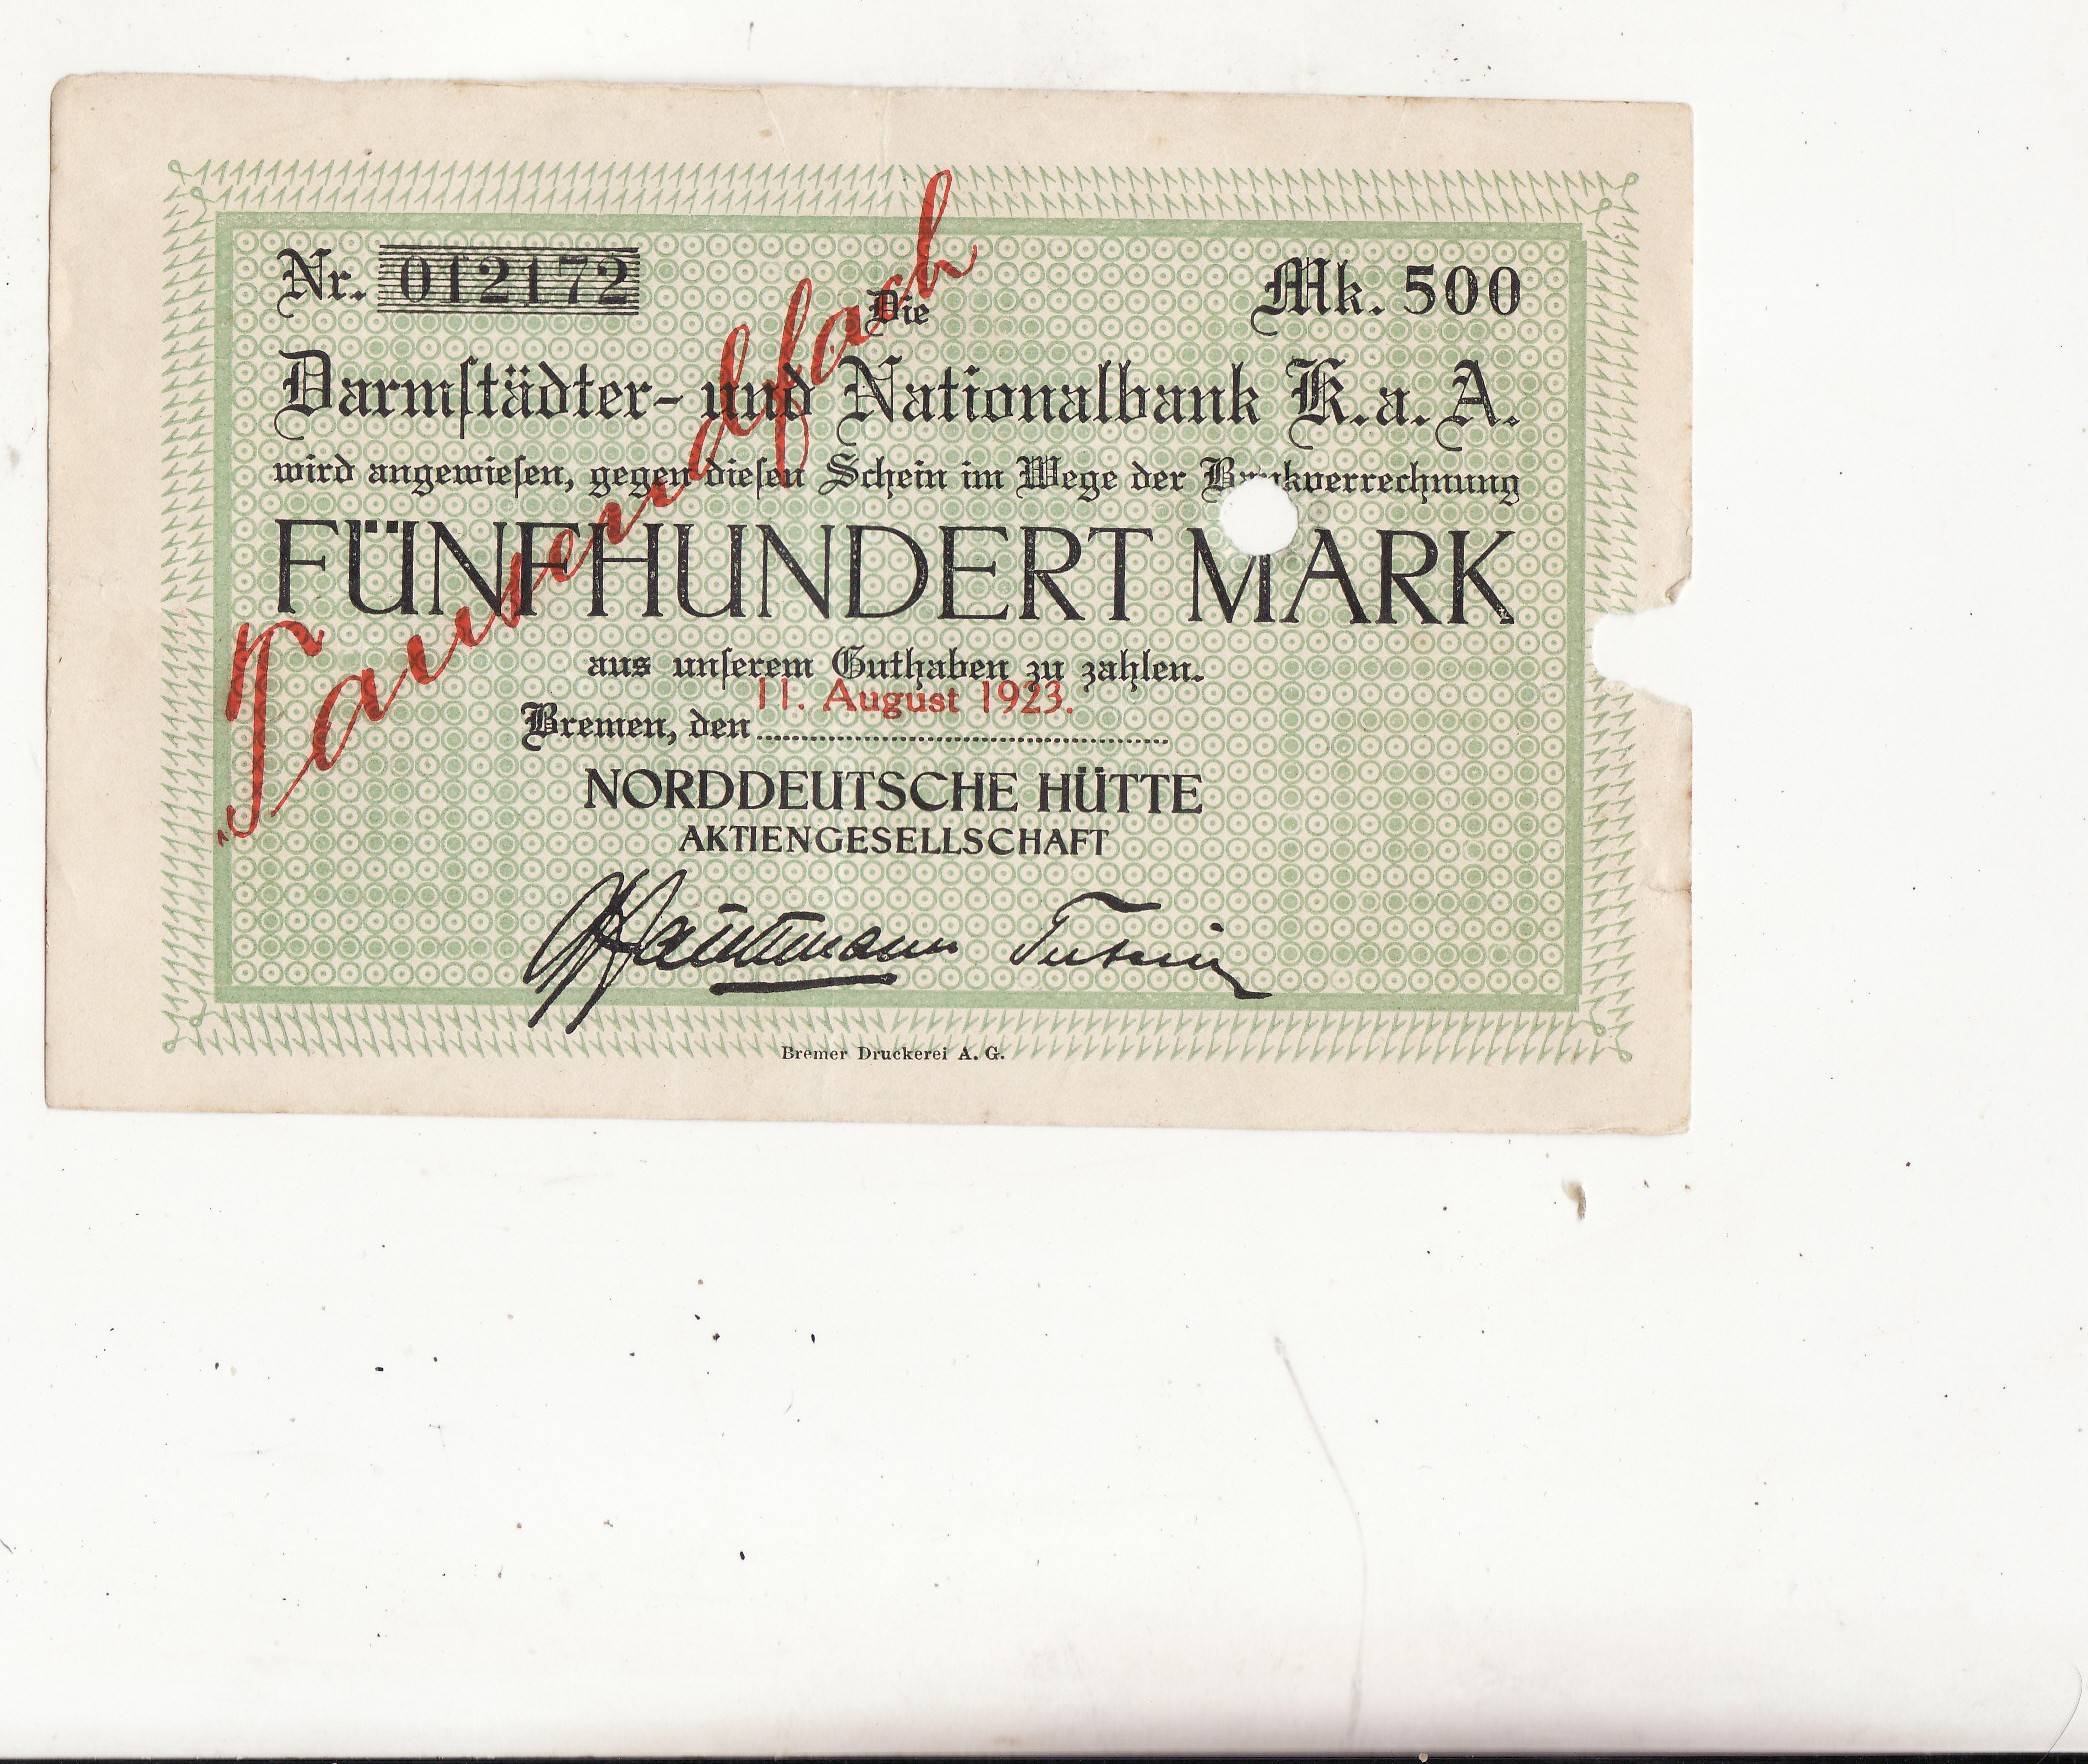 Nr. 012172
Mk. 500
Die
Darmſtädter- und Nationalbank K. a. A.
wird angewieſen, gegen dieſen Schein im Wege der Bankverrechnung
FÜNFHUNDERT MARK
aus unſerem Guthaben zu zahlen.
Bremen, den 11. August 1923.
NORDDEUTSCHE HÜTTE
AKTIENGESELLSCHAFT
Tausendfach
Bremer Druckerei A. G.